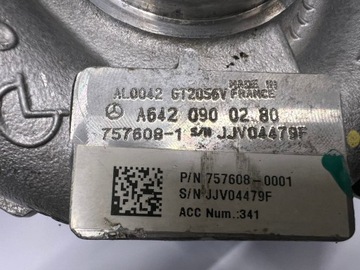 AL0042 GT2056V MADE IN FRANCE
A642 090 02 80
757608-1 S/N JJV04479F
P/N 757608-0001
S/N JJV04479F
ACC Num.:341